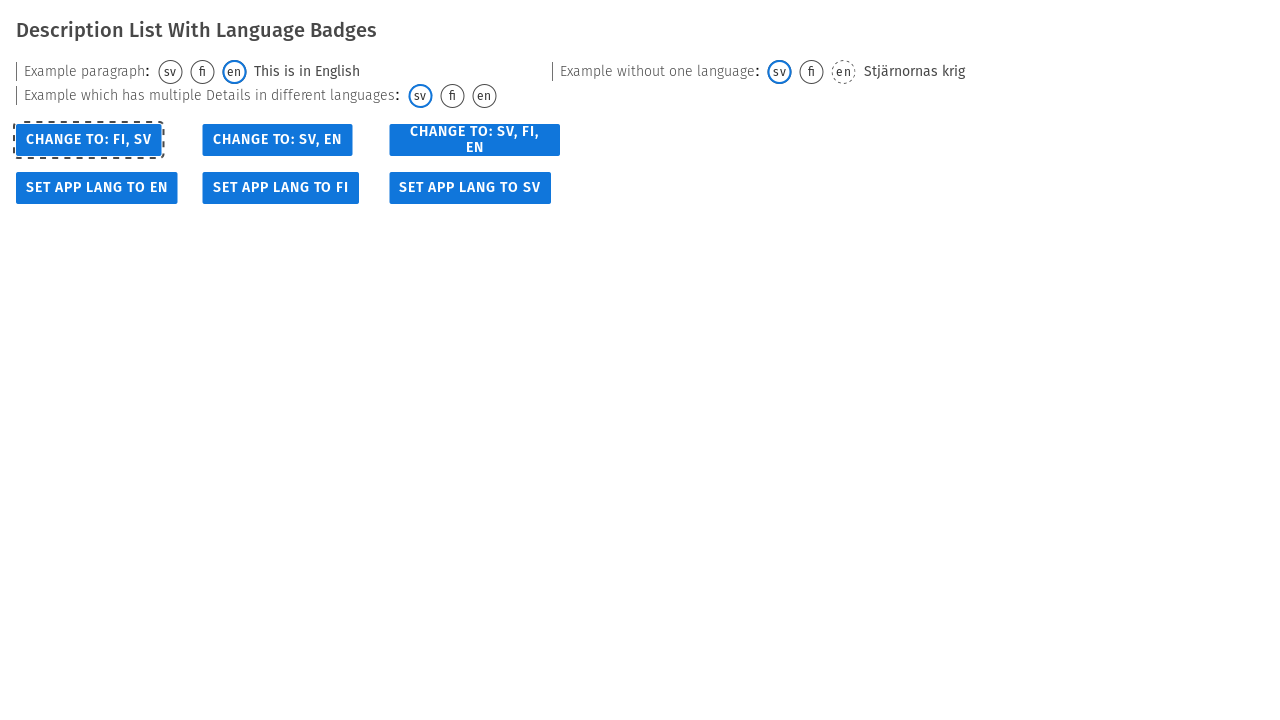 Description List With Language Badges
Example paragraph: sv fi en This is in English
Example without one language: sv fi en Stjärnornas krig
Example which has multiple Details in different languages: sv fi en
CHANGE TO: FI, SV
CHANGE TO: SV, EN
CHANGE TO: SV, FI,
EN
SET APP LANG TO EN
SET APP LANG TO FI
SET APP LANG TO SV